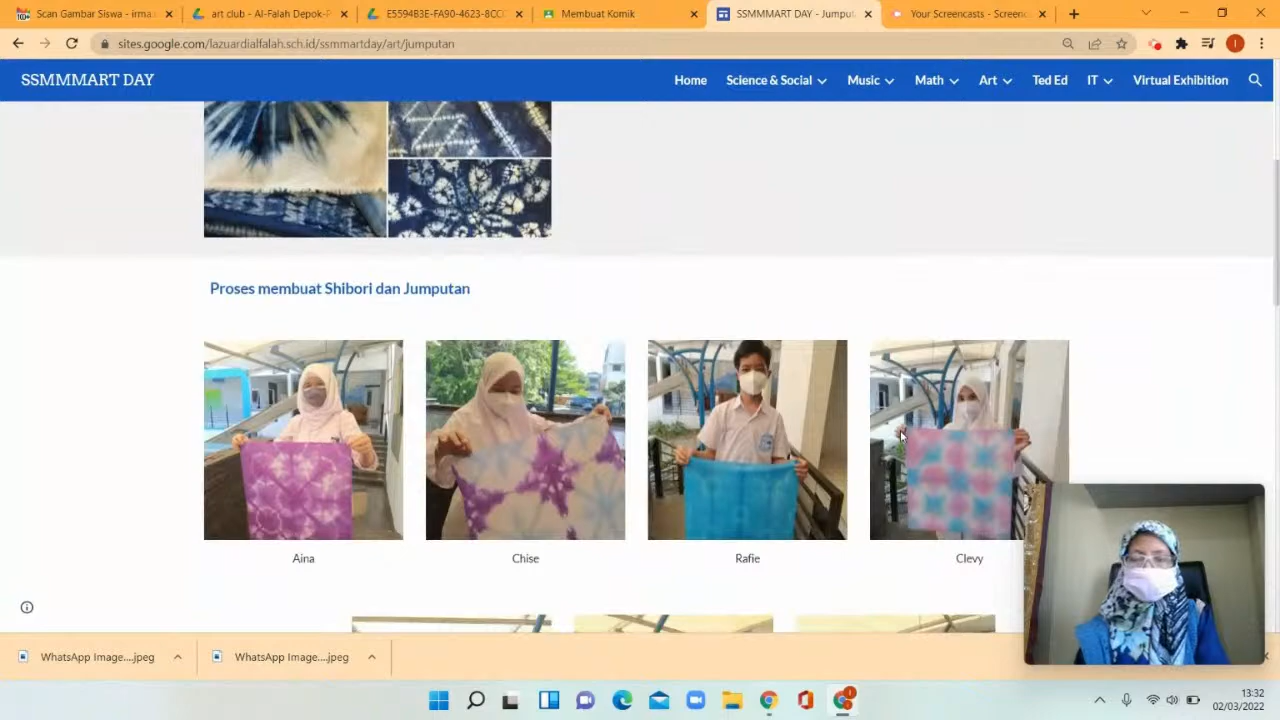 Scan Gambar Siswa - irma
art club - Al-Falah Depok-P
E5594B3E-FA90-4623-8CC
Membuat Komik
SSMMMART DAY - Jumput
Your Screencasts - Screenc
sites.google.com/lazuardialfalah.sch.id/ssmmartday/art/jumputan
SSMMMART DAY
Home
Science & Social
Music
Math
Art
Ted Ed
IT
Virtual Exhibition
Proses membuat Shibori dan Jumputan
Aina
Chise
Rafie
Clevy
WhatsApp Image....jpeg
WhatsApp Image....jpeg
13:32
02/03/2022